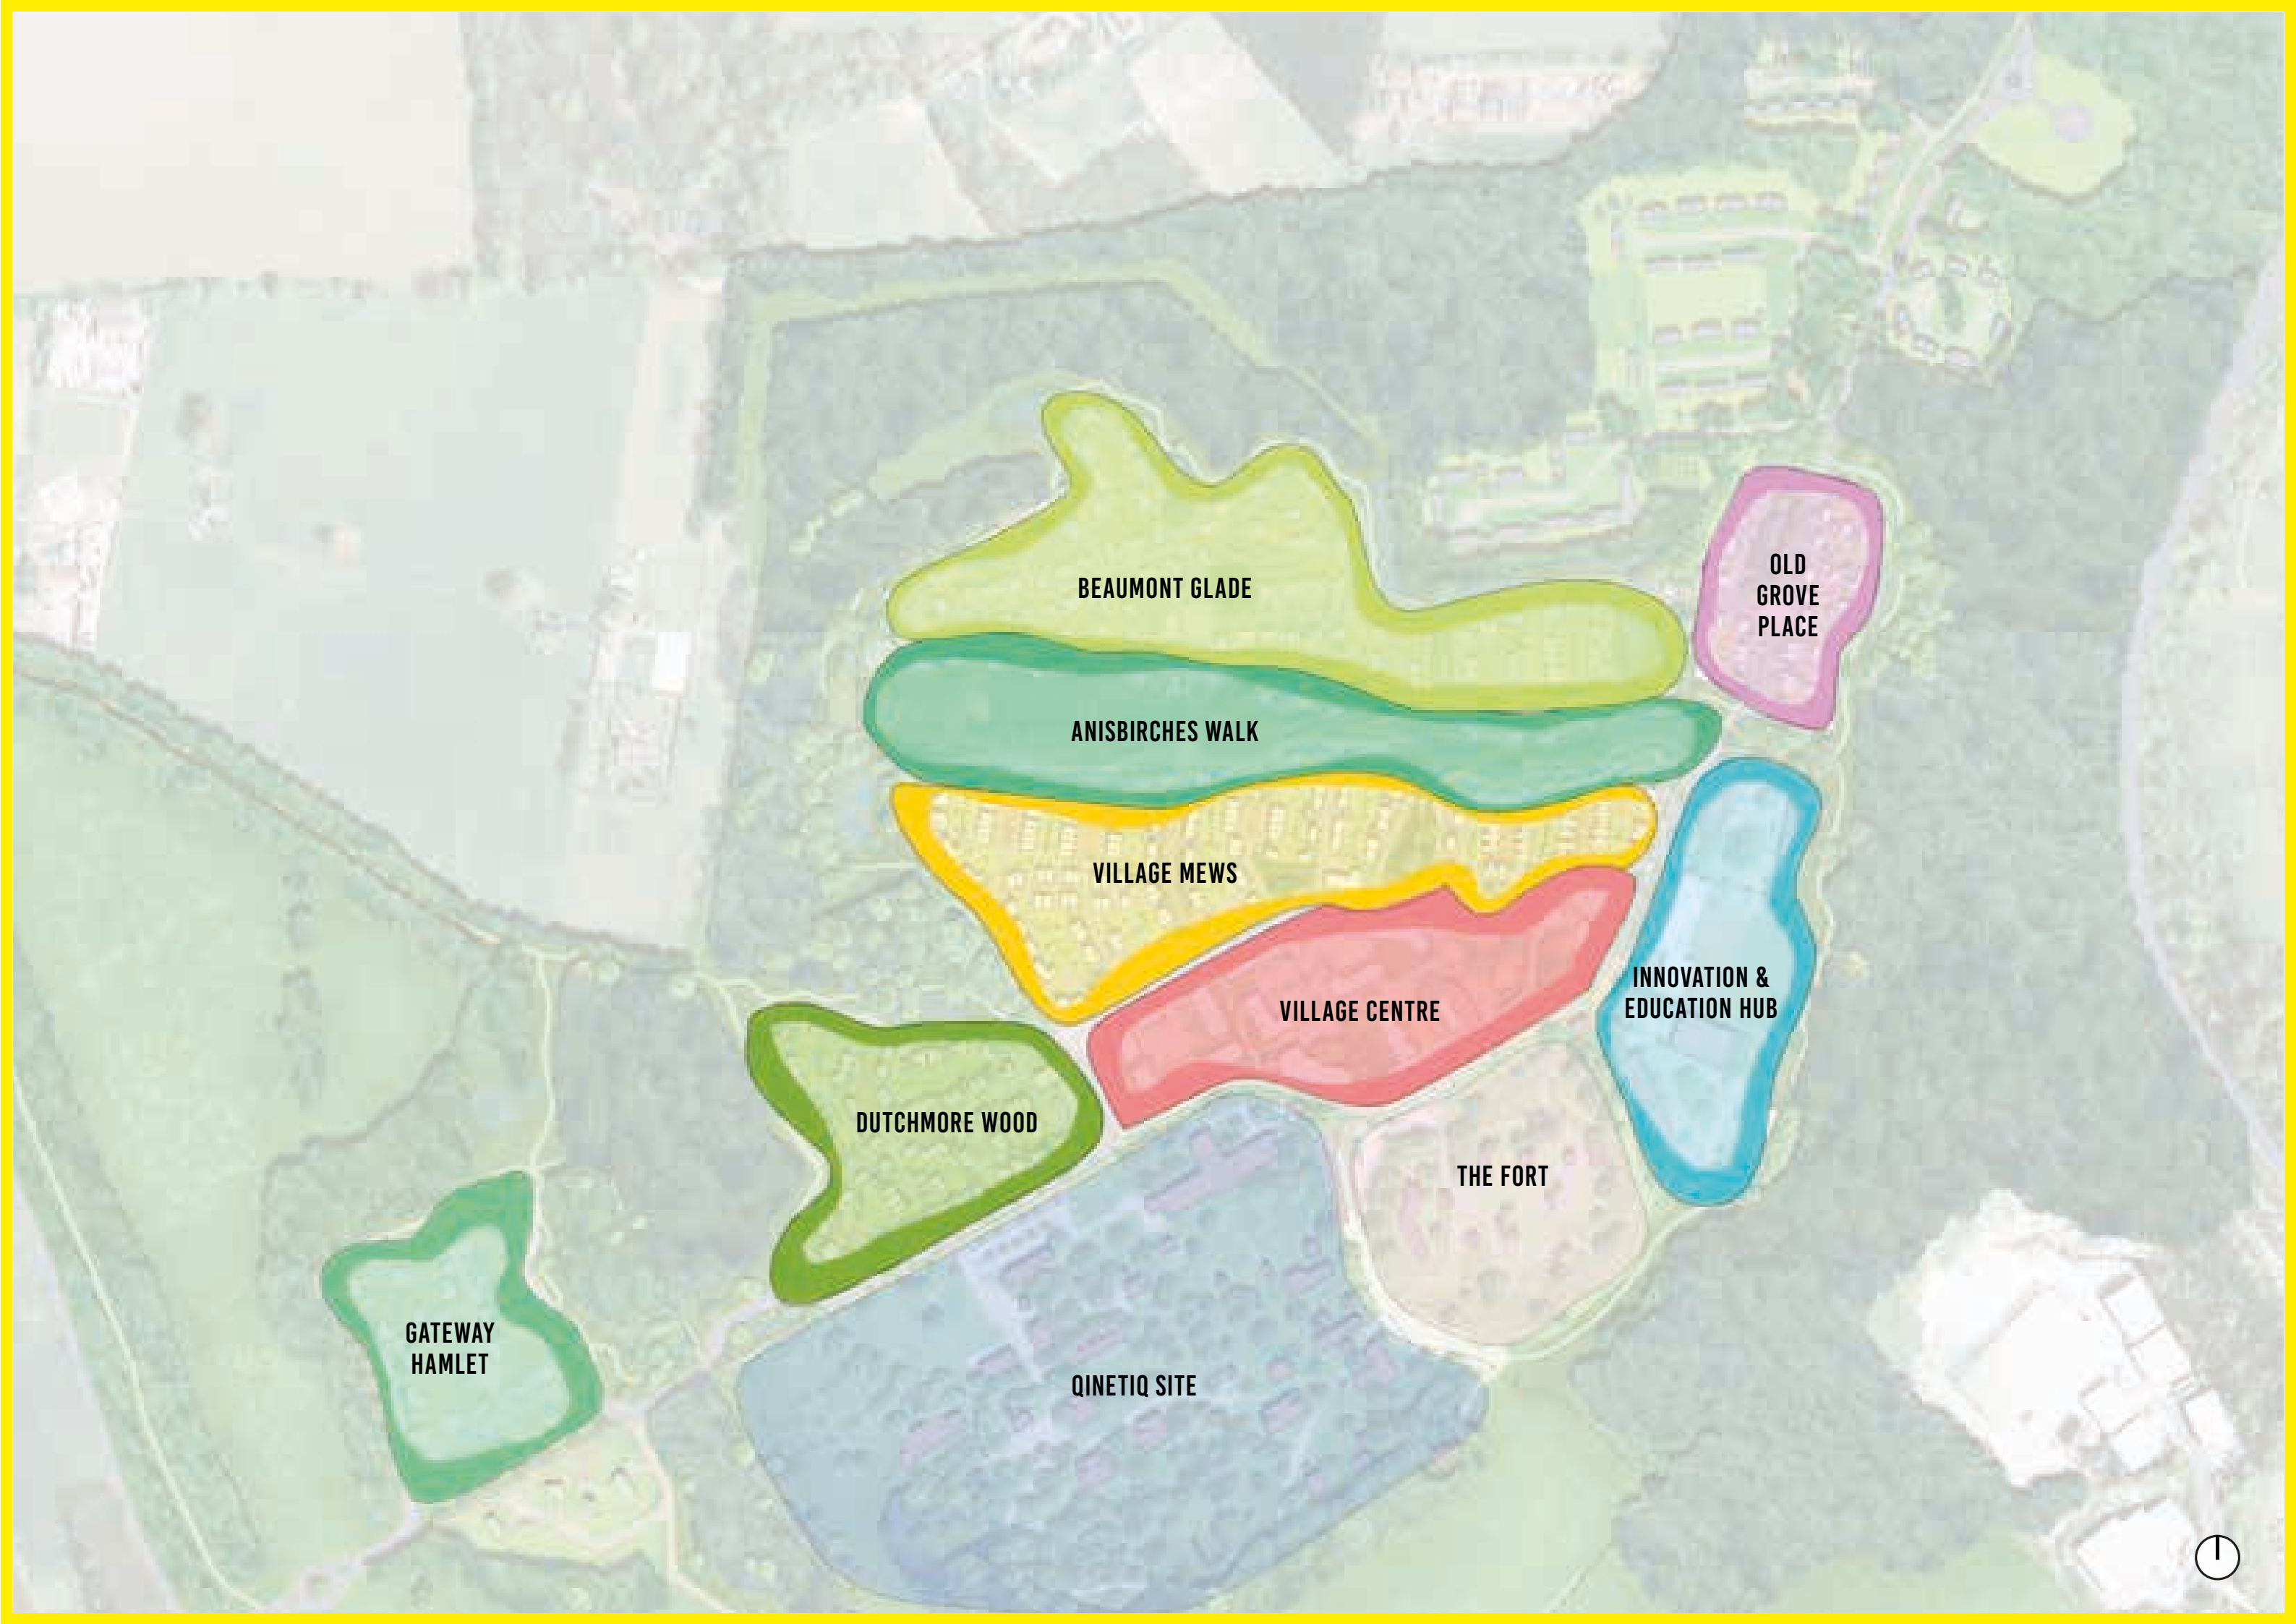 BEAUMONT GLADE
OLD
GROVE
PLACE
ANISBIRCHES WALK
VILLAGE MEWS
INNOVATION &
EDUCATION HUB
VILLAGE CENTRE
DUTCHMORE WOOD
THE FORT
GATEWAY
HAMLET
QINETIQ SITE